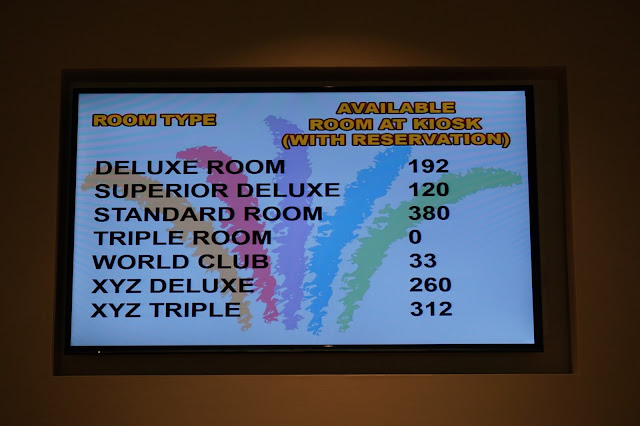 ROOM TYPE AVAILABLE
ROOM AT KIOSK
(WITH RESERVATION)
DELUXE ROOM 192
SUPERIOR DELUXE 120
STANDARD ROOM 380
TRIPLE ROOM 0
WORLD CLUB 33
XYZ DELUXE 260
XYZ TRIPLE 312